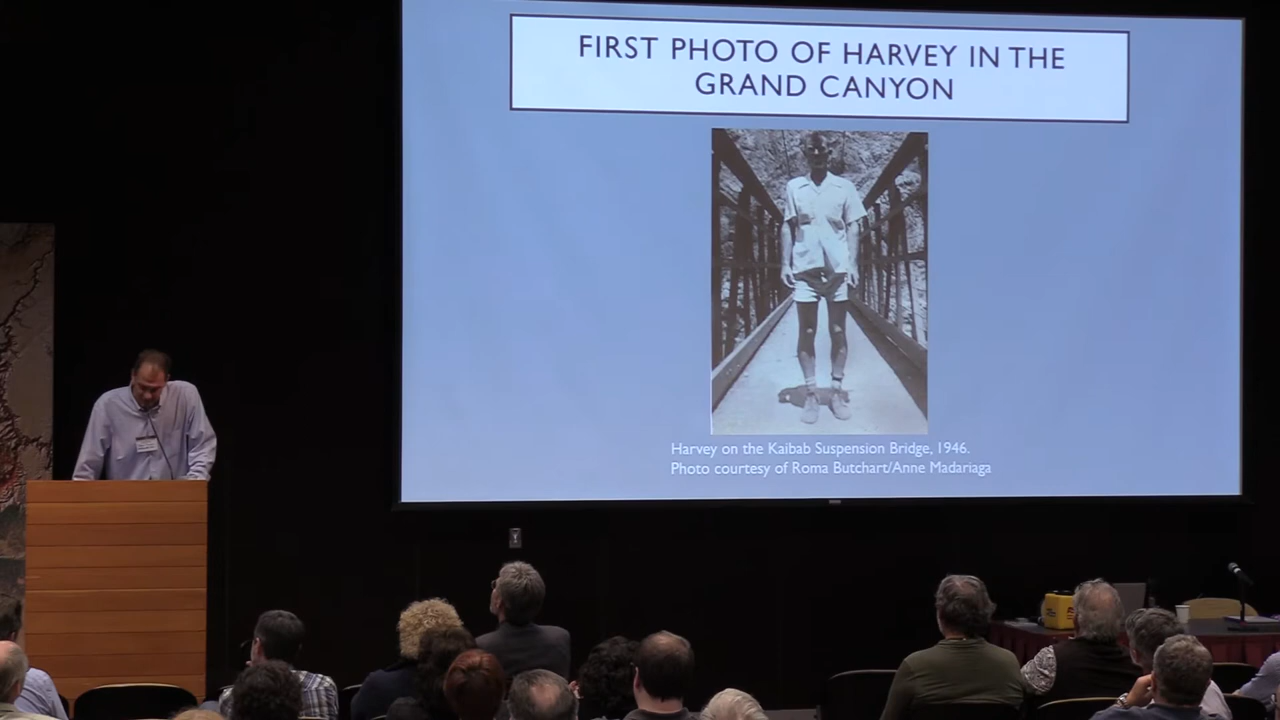 FIRST PHOTO OF HARVEY IN THE
GRAND CANYON
Harvey on the Kaibab Suspension Bridge, 1946.
Photo courtesy of Roma Butchart/Anne Madariaga